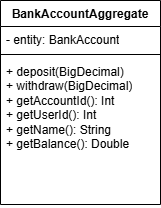 BankAccountAggregate
- entity: BankAccount
+ deposit(BigDecimal)
+ withdraw(BigDecimal)
+ getAccountId(): Int
+ getUserId(): Int
+ getName(): String
+ getBalance(): Double